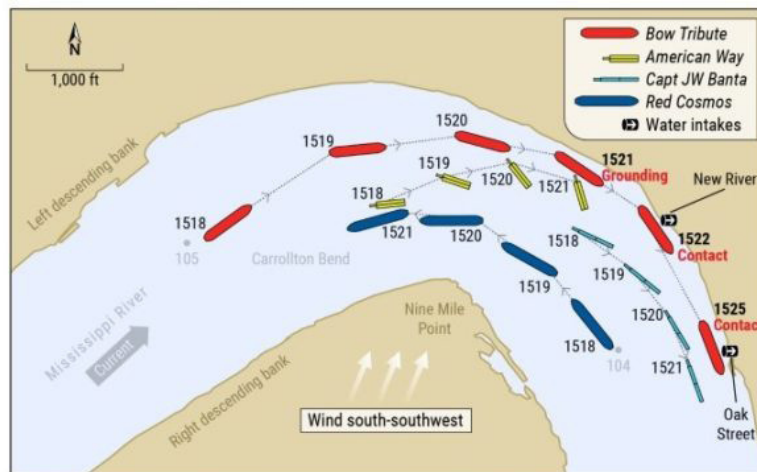 N
1,000 ft
Bow Tribute
American Way
Capt JW Banta
Red Cosmos
Water intakes
Left descending bank
1520
1519
1521
Grounding
New River
1519
1520
1518
1521
1518
1518
1522
Contact
1521
1520
105
Carrollton Bend
1519
1519
1525
Contact
Nine Mile
Point
1520
Mississippi River
Current
1518
104
1521
Right descending bank
Wind south-southwest
Oak
Street